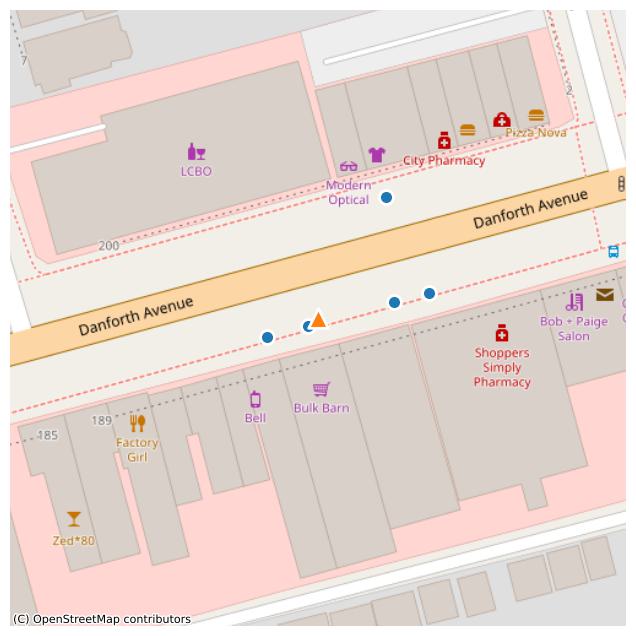 7
2
LCBO
City Pharmacy
Pizza Nova
Modern
Optical
200
Danforth Avenue
Danforth Avenue
Bob + Paige
Salon
Shoppers
Simply
Pharmacy
Bell
Bulk Barn
189
185
Factory
Girl
Zed*80
(C) OpenStreetMap contributors